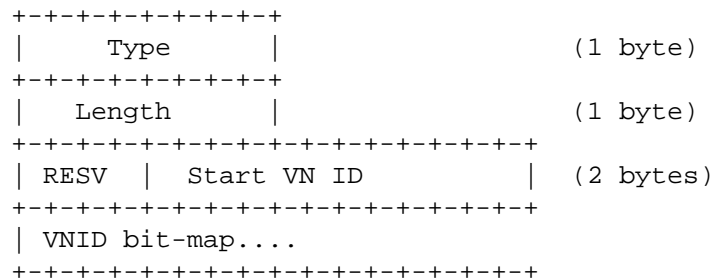 +-+-+-+-+-+-+-+-+
|     Type      |                  (1 byte)
+-+-+-+-+-+-+-+-+
|   Length      |                  (1 byte)
+-+-+-+-+-+-+-+-+-+-+-+-+-+-+-+-+
| RESV  |  Start VN ID          |  (2 bytes)
+-+-+-+-+-+-+-+-+-+-+-+-+-+-+-+-+
| VNID bit-map....
+-+-+-+-+-+-+-+-+-+-+-+-+-+-+-+-+